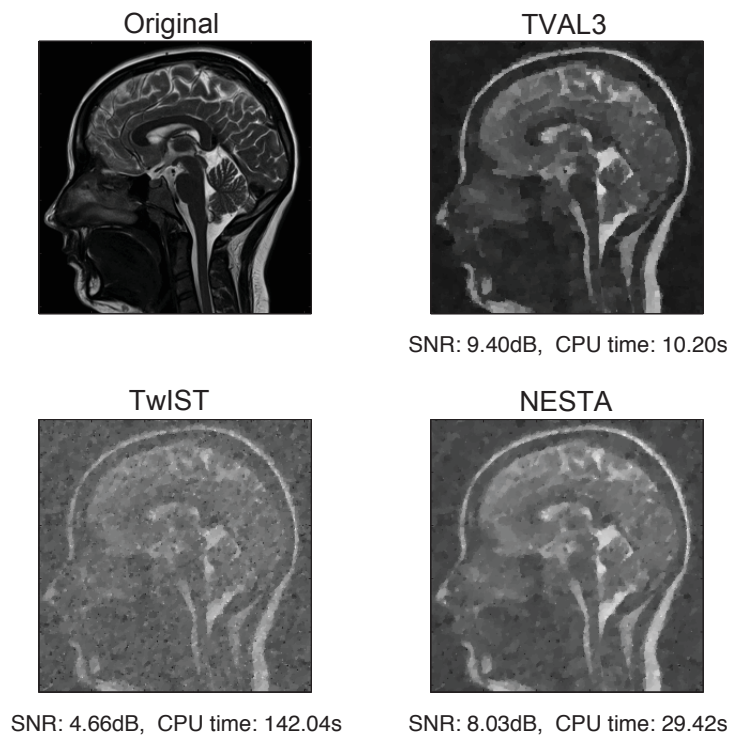 Original
TVAL3
SNR: 9.40dB, CPU time: 10.20s
TwIST
NESTA
SNR: 4.66dB, CPU time: 142.04s
SNR: 8.03dB, CPU time: 29.42s